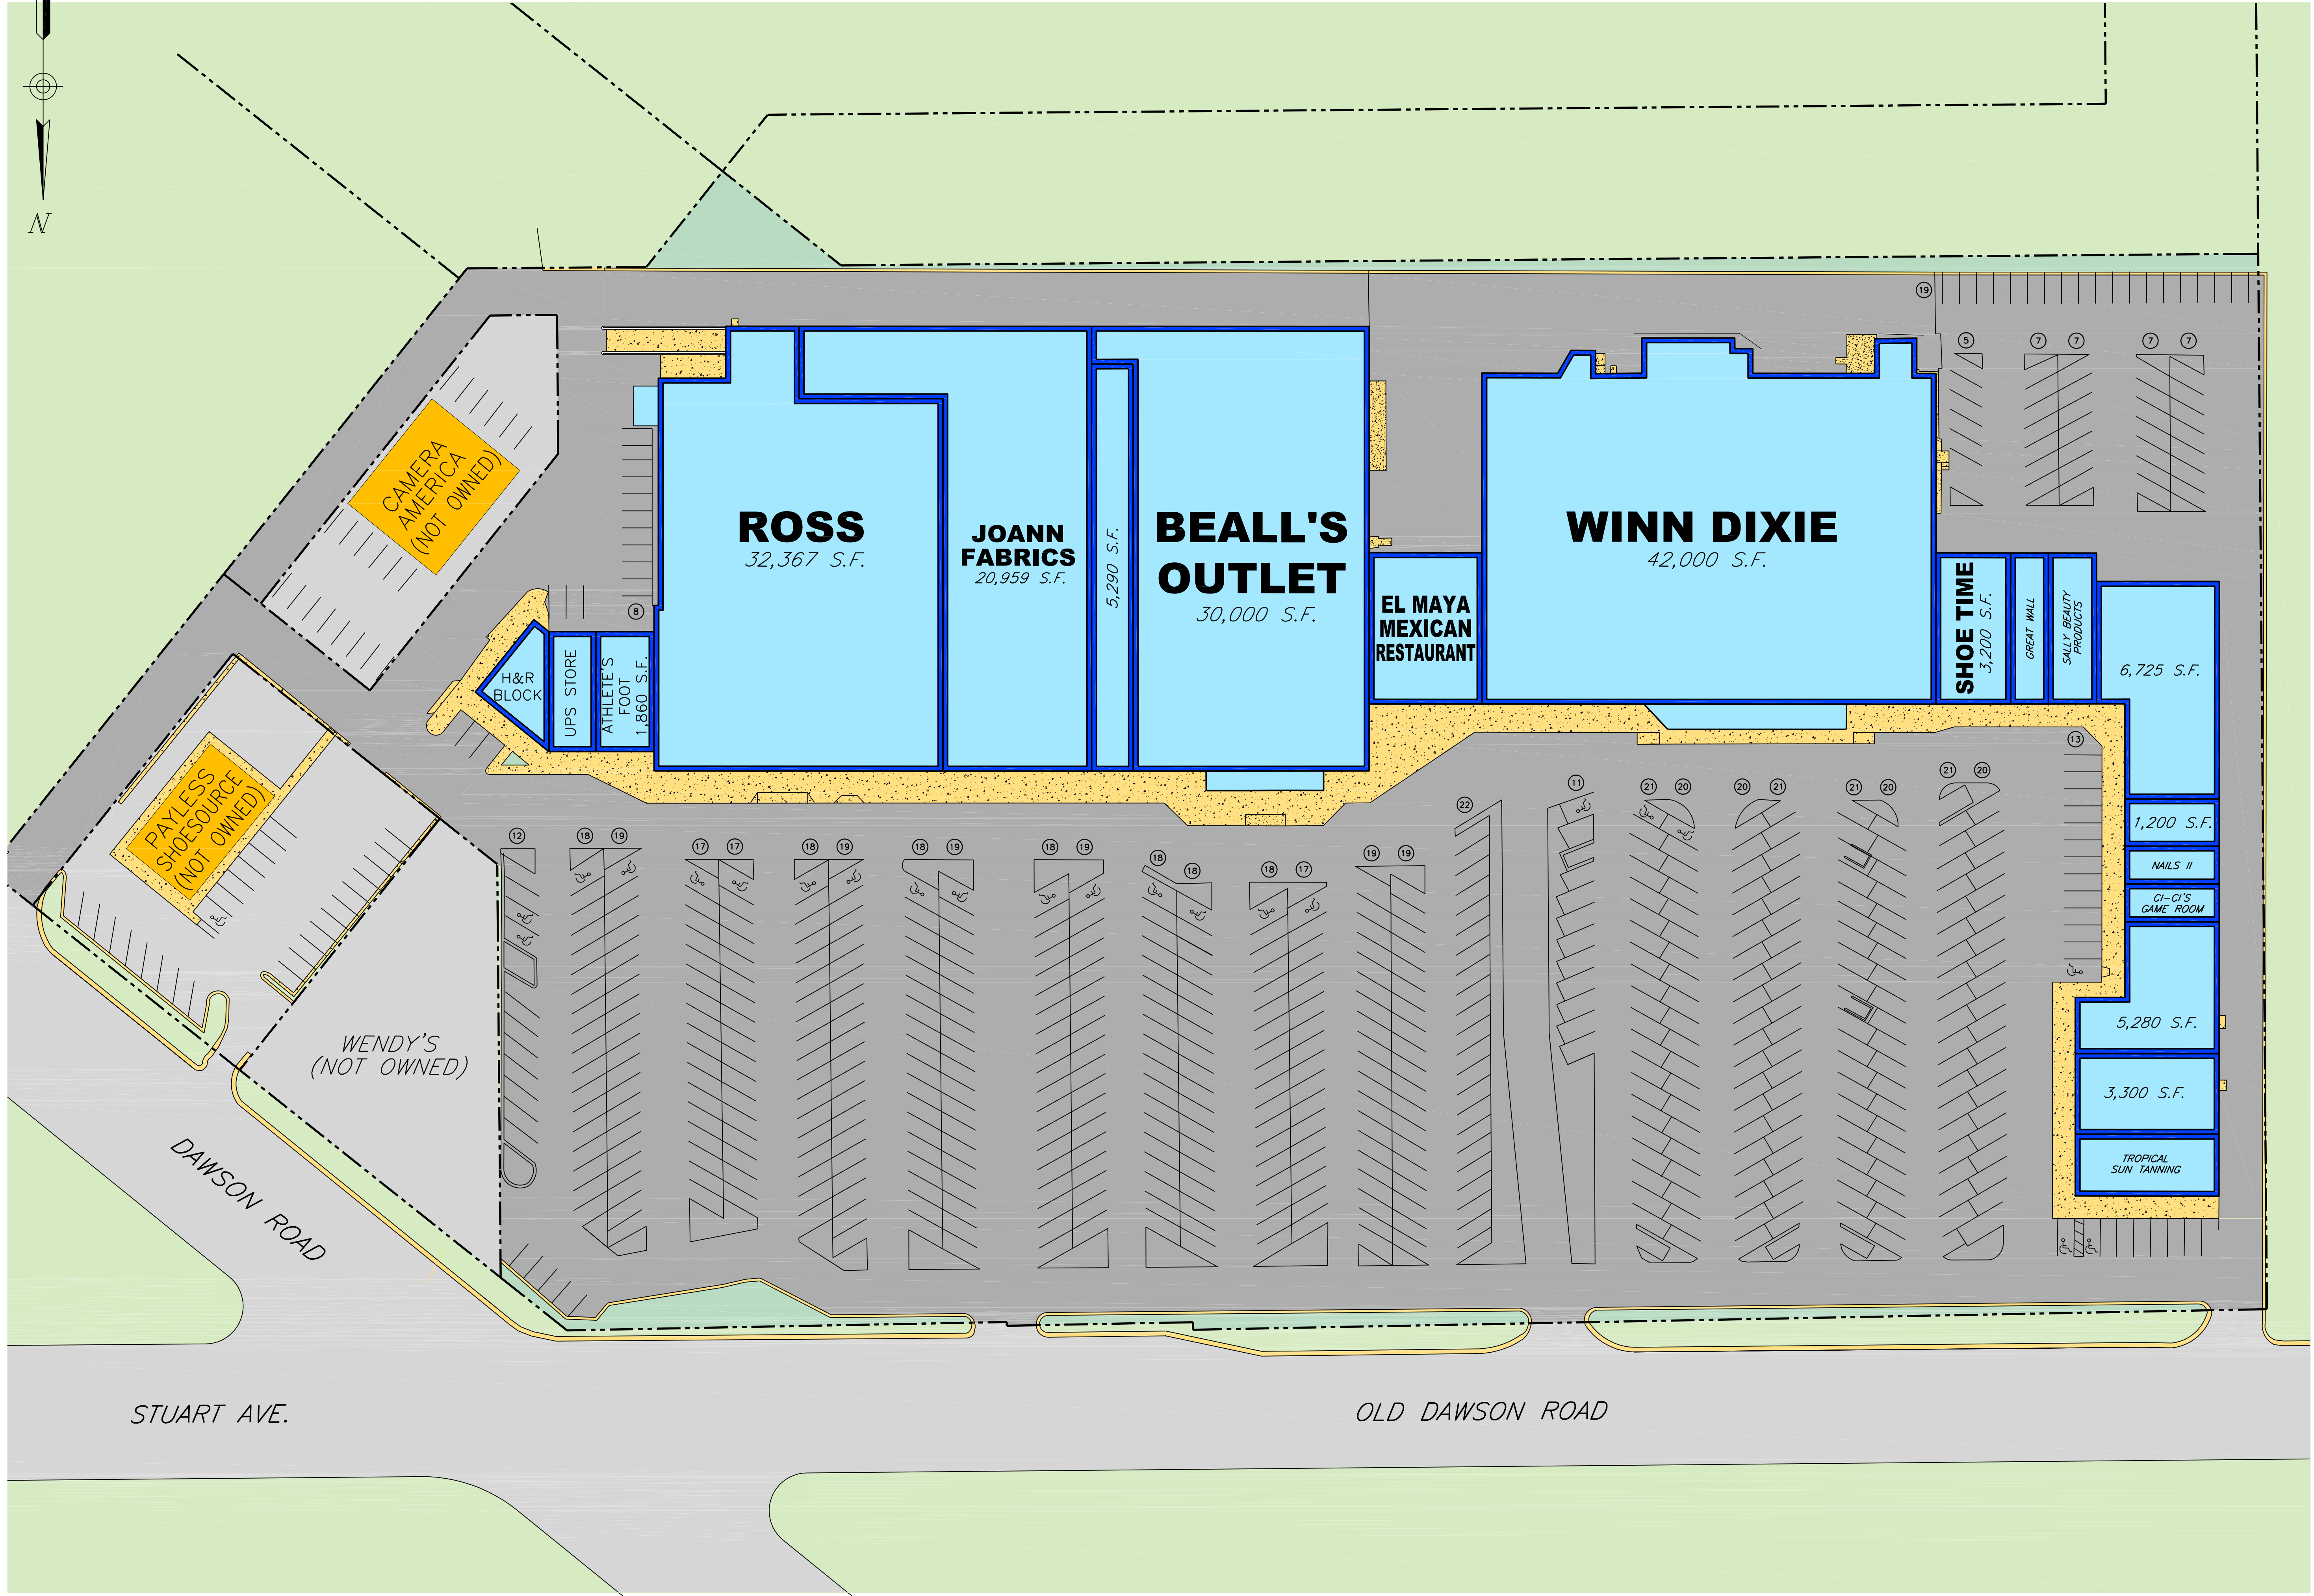 N
19
5
7
7
7
7
CAMERA
AMERICA
(NOT OWNED)
ROSS
32,367 S.F.
JOANN
FABRICS
20,959 S.F.
5,290 S.F.
BEALL'S
OUTLET
30,000 S.F.
WINN DIXIE
42,000 S.F.
EL MAYA
MEXICAN
RESTAURANT
SHOE TIME
3,200 S.F.
GREAT WALL
SALLY BEAUTY
PRODUCTS
6,725 S.F.
8
H&R
BLOCK
UPS STORE
ATHLETE'S
FOOT
1,860 S.F.
PAYLESS
SHOESOURCE
(NOT OWNED)
13
12
18
19
17
17
18
19
18
19
18
19
18
18
18
17
19
19
22
11
21
20
20
21
21
20
21
20
1,200 S.F.
NAILS II
CI-CI'S
GAME ROOM
5,280 S.F.
3,300 S.F.
TROPICAL
SUN TANNING
WENDY'S
(NOT OWNED)
DAWSON ROAD
STUART AVE.
OLD DAWSON ROAD